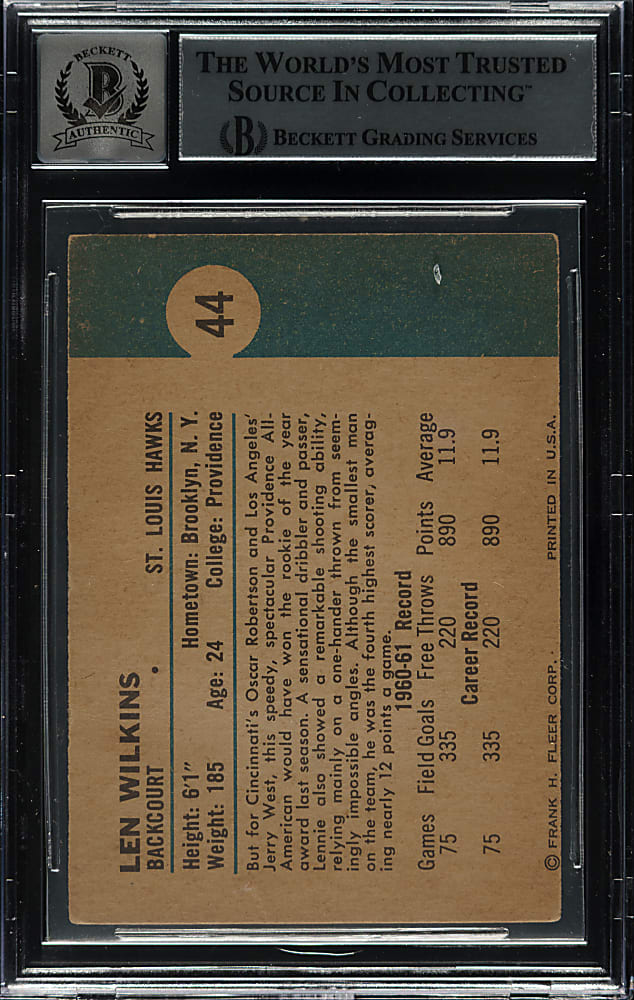 BECKETT
B
AUTHENTIC
THE WORLD'S MOST TRUSTED
SOURCE IN COLLECTING™
B BECKETT GRADING SERVICES
44
LEN WILKINS
BACKCOURT ST. LOUIS HAWKS
Height: 6'1" Hometown: Brooklyn, N. Y.
Weight: 185 Age: 24 College: Providence
But for Cincinnati's Oscar Robertson and Los Angeles'
Jerry West, this speedy, spectacular Providence All-
American would have won the rookie of the year
award last season. A sensational dribbler and passer,
Lennie also showed a remarkable shooting ability,
relying mainly on a one-hander thrown from seem-
ingly impossible angles. Although the smallest man
on the team, he was the fourth highest scorer, averag-
ing nearly 12 points a game.
1960-61 Record
Games Field Goals Free Throws Points Average
75 335 220 890 11.9
Career Record
75 335 220 890 11.9
© FRANK H. FLEER CORP. PRINTED IN U.S.A.